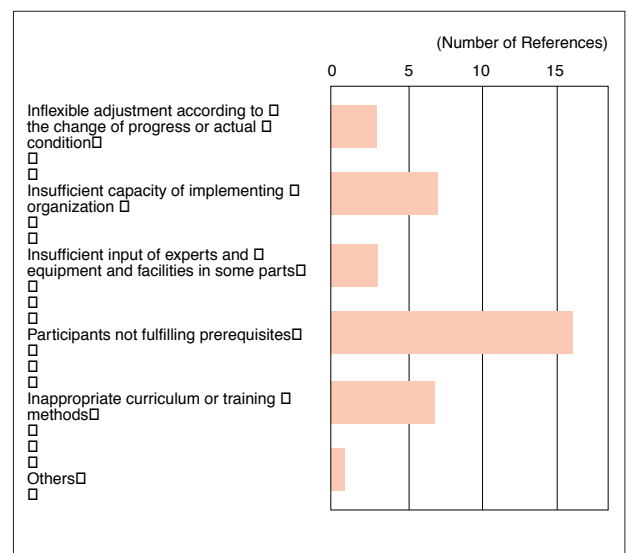 (Number of References)
0 5 10 15
Inflexible adjustment according to □
the change of progress or actual □
condition□
□
□
Insufficient capacity of implementing □
organization □
□
□
Insufficient input of experts and □
equipment and facilities in some parts□
□
□
□
Participants not fulfilling prerequisites□
□
□
□
Inappropriate curriculum or training □
methods□
□
□
□
Others□
□